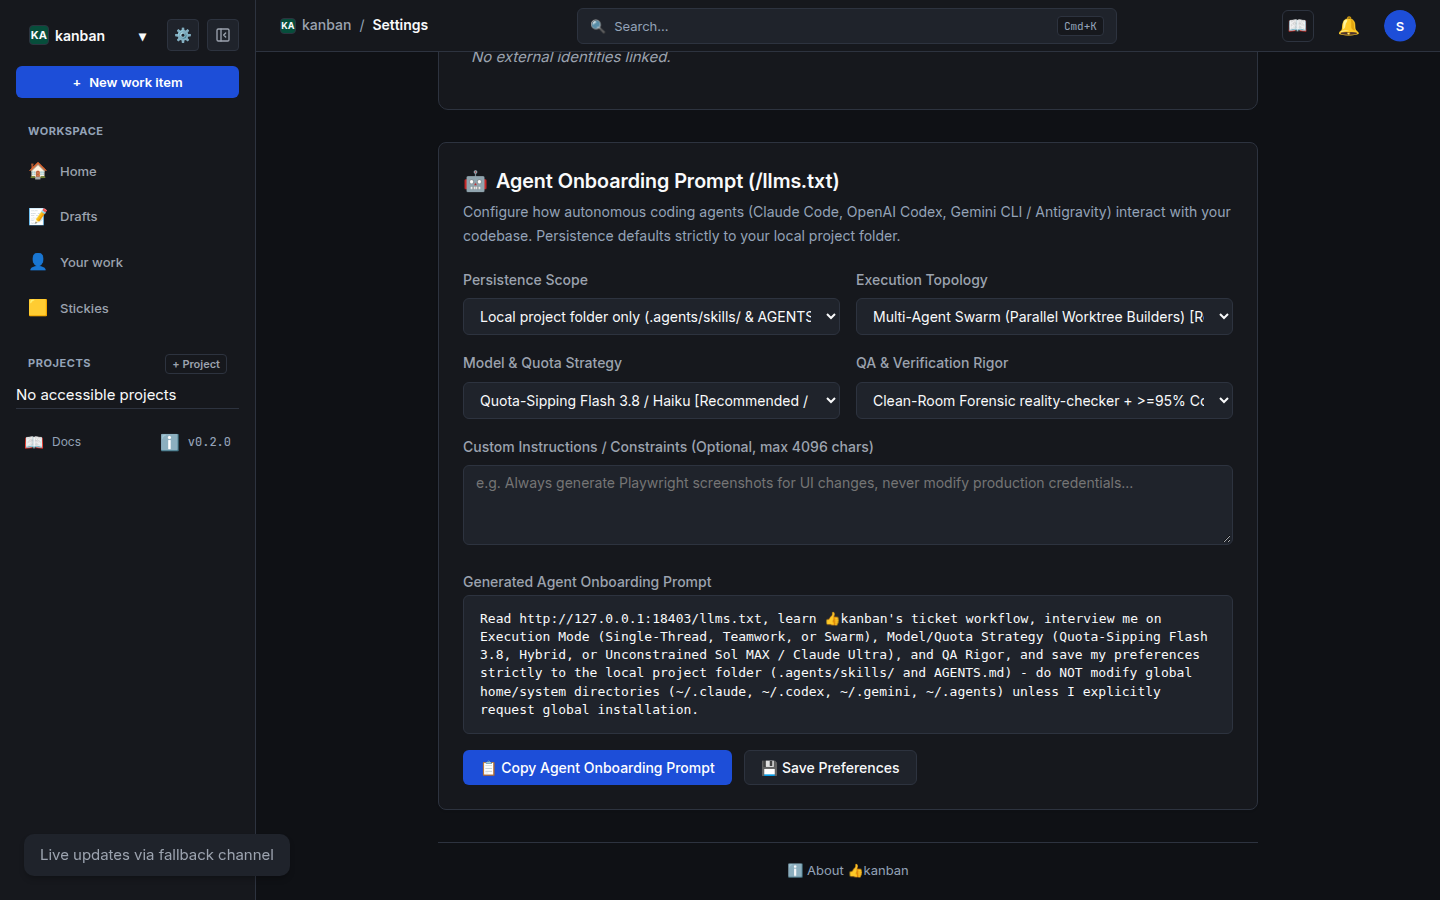 KA kanban ▾
+ New work item
WORKSPACE
Home
Drafts
Your work
Stickies
PROJECTS
+ Project
No accessible projects
Docs
v0.2.0
Live updates via fallback channel
KA kanban / Settings
Search...
Cmd+K
S
No external identities linked.
Agent Onboarding Prompt (/llms.txt)
Configure how autonomous coding agents (Claude Code, OpenAI Codex, Gemini CLI / Antigravity) interact with your
codebase. Persistence defaults strictly to your local project folder.
Persistence Scope
Execution Topology
Local project folder only (.agents/skills/ & AGENTS
Multi-Agent Swarm (Parallel Worktree Builders) [R
Model & Quota Strategy
QA & Verification Rigor
Quota-Sipping Flash 3.8 / Haiku [Recommended /
Clean-Room Forensic reality-checker + >=95% Co
Custom Instructions / Constraints (Optional, max 4096 chars)
e.g. Always generate Playwright screenshots for UI changes, never modify production credentials...
Generated Agent Onboarding Prompt
Read http://127.0.0.1:18403/llms.txt, learn 👍kanban's ticket workflow, interview me on
Execution Mode (Single-Thread, Teamwork, or Swarm), Model/Quota Strategy (Quota-Sipping Flash
3.8, Hybrid, or Unconstrained Sol MAX / Claude Ultra), and QA Rigor, and save my preferences
strictly to the local project folder (.agents/skills/ and AGENTS.md) - do NOT modify global
home/system directories (~/.claude, ~/.codex, ~/.gemini, ~/.agents) unless I explicitly
request global installation.
Copy Agent Onboarding Prompt
Save Preferences
About 👍kanban